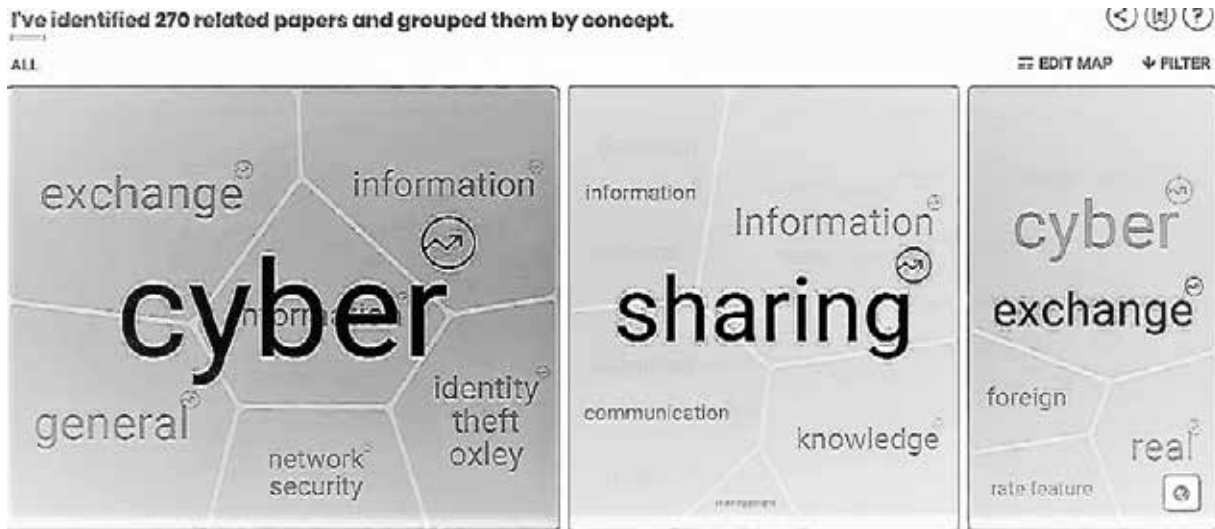 I've identified 270 related papers and grouped them by concept.
ALL
EDIT MAP
FILTER
exchange
information
cyber
information
general
network
security
identity
theft
oxley
information
Information
sharing
communication
knowledge
cyber
exchange
foreign
real
rate feature